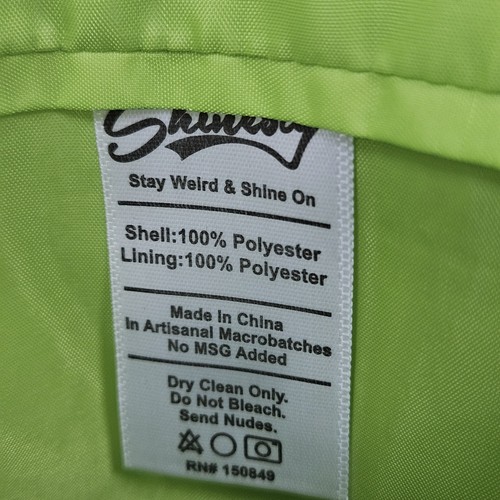 Shinesty
Stay Weird & Shine On
Shell:100% Polyester
Lining:100% Polyester
Made In China
In Artisanal Macrobatches
No MSG Added
Dry Clean Only.
Do Not Bleach.
Send Nudes.
RN# 150849